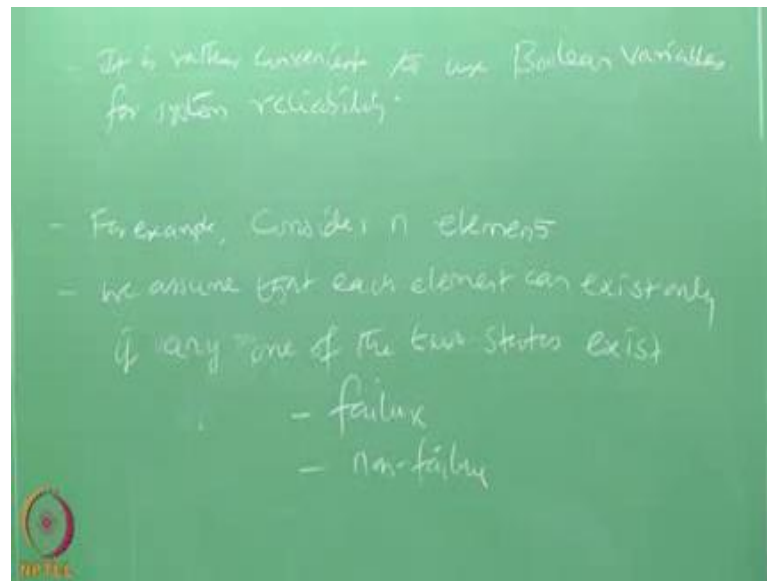 - It is rather convenient to use Boolean Variables
for system reliability.
- For example, Consider n element
- we assume that each element can exist only
if any one of the two states exist
- failure
- non-failure
NPTEL